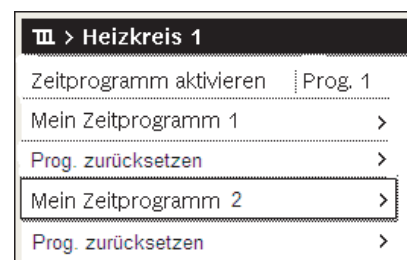 > Heizkreis 1
Zeitprogramm aktivieren Prog. 1
Mein Zeitprogramm 1 >
Prog. zurücksetzen >
Mein Zeitprogramm 2 >
Prog. zurücksetzen >